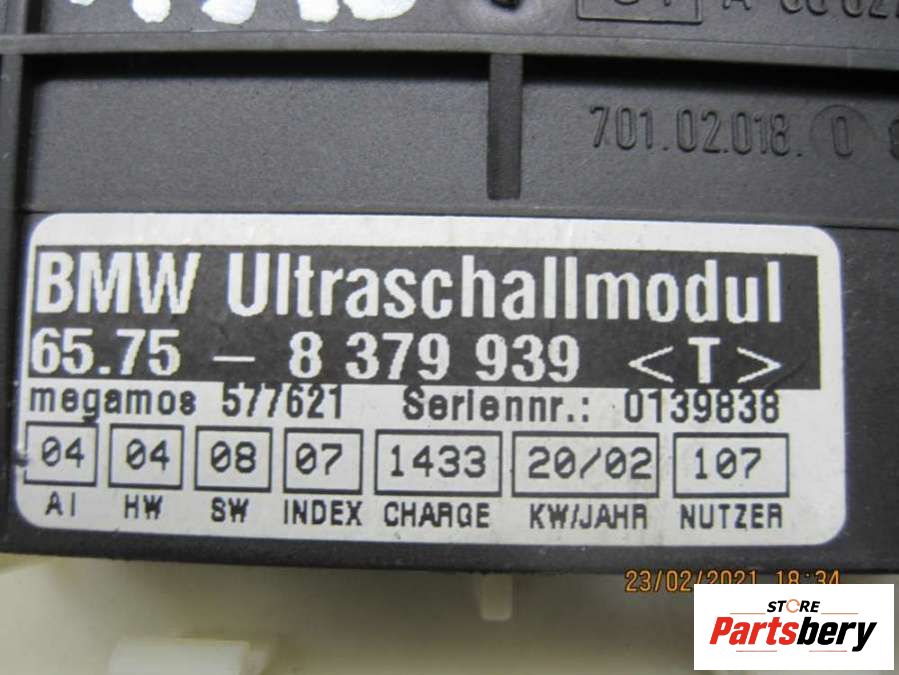 701.02.018.0
BMW Ultraschallmodul
65.75 - 8 379 939 <T>
megamos 577621 Seriennr.: 0139838
04 04 08 07 1433 20/02 107
AI HW SW INDEX CHARGE KW/JAHR NUTZER
23/02/2021 18:34
STORE
Partsbery